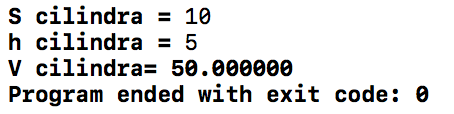 S cilindra = 10
h cilindra = 5
V cilindra= 50.000000
Program ended with exit code: 0